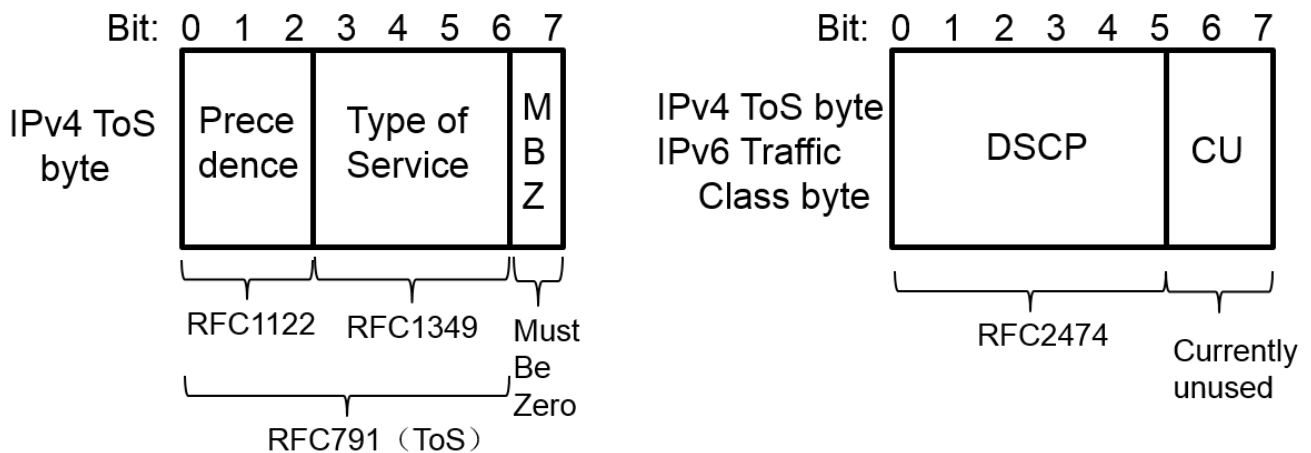 Bit: 0 1 2 3 4 5 6 7
IPv4 ToS
byte
Prece
dence
Type of
Service
M
B
Z
RFC1122
RFC1349
Must
Be
Zero
RFC791（ToS）
Bit: 0 1 2 3 4 5 6 7
IPv4 ToS byte
IPv6 Traffic
Class byte
DSCP
CU
RFC2474
Currently
unused